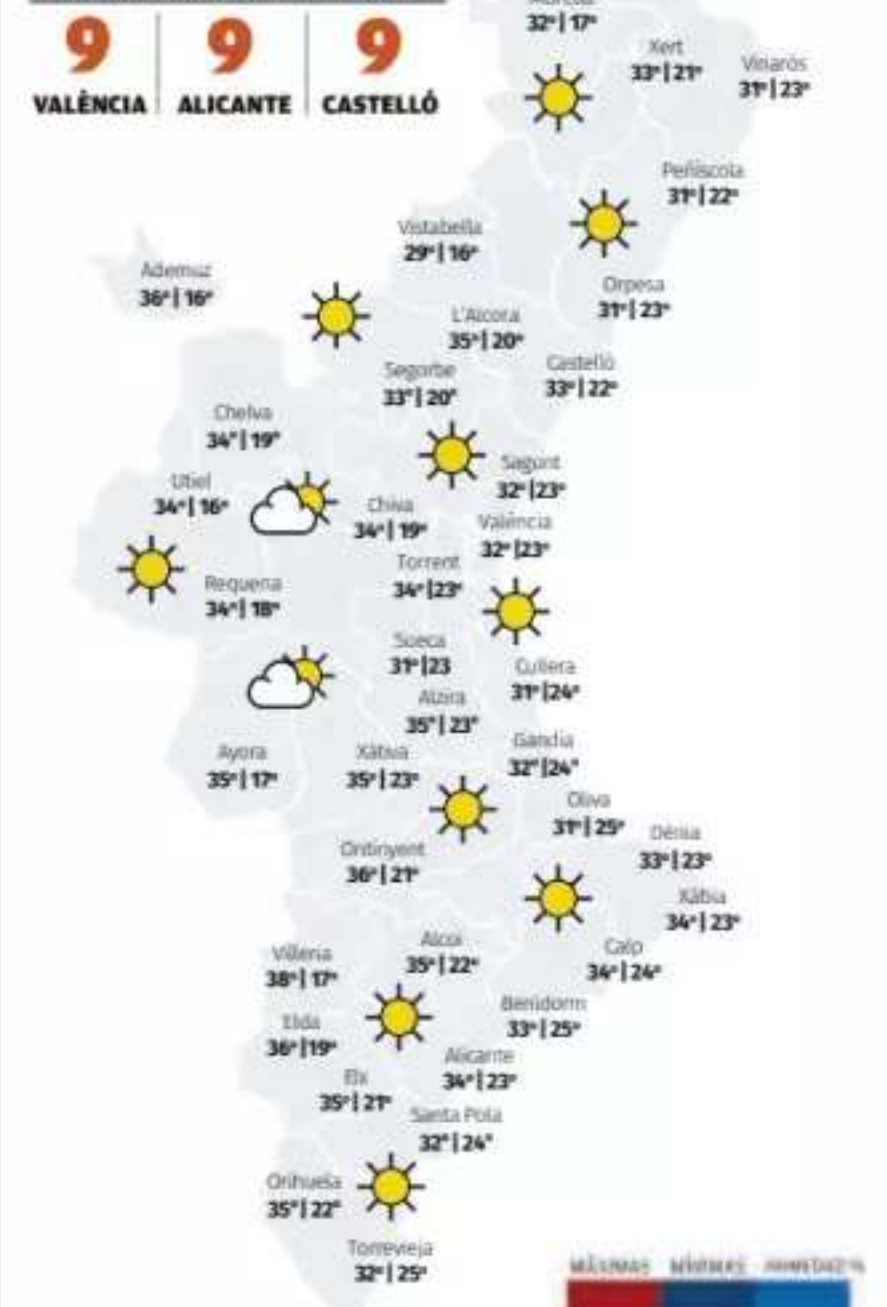 9 9 9
VALÈNCIA ALICANTE CASTELLÓ
32º|17º
Xert
33º|21º
Vinaròs
31º|23º
Peñíscola
31º|22º
Vistabella
29º|16º
Ademuz
36º|16º
Orpesa
31º|23º
L'Alcora
35º|20º
Castelló
33º|22º
Segorbe
33º|20º
Chelva
34º|19º
Sagunt
32º|23º
Utiel
34º|16º
Chiva
34º|19º
València
32º|23º
Torrent
34º|23º
Requena
34º|18º
Sueca
31º|23
Cullera
31º|24º
Alzira
35º|23º
Gandia
32º|24º
Ayora
35º|17º
Xàtiva
35º|23º
Oliva
31º|25º
Dénia
33º|23º
Ontinyent
36º|21º
Xàbia
34º|23º
Alcoi
35º|22º
Villena
38º|17º
Calp
34º|24º
Benidorm
33º|25º
Elda
36º|19º
Alicante
34º|23º
Elx
35º|21º
Santa Pola
32º|24º
Orihuela
35º|22º
Torrevieja
32º|25º
MÁXIMAS MÍNIMAS